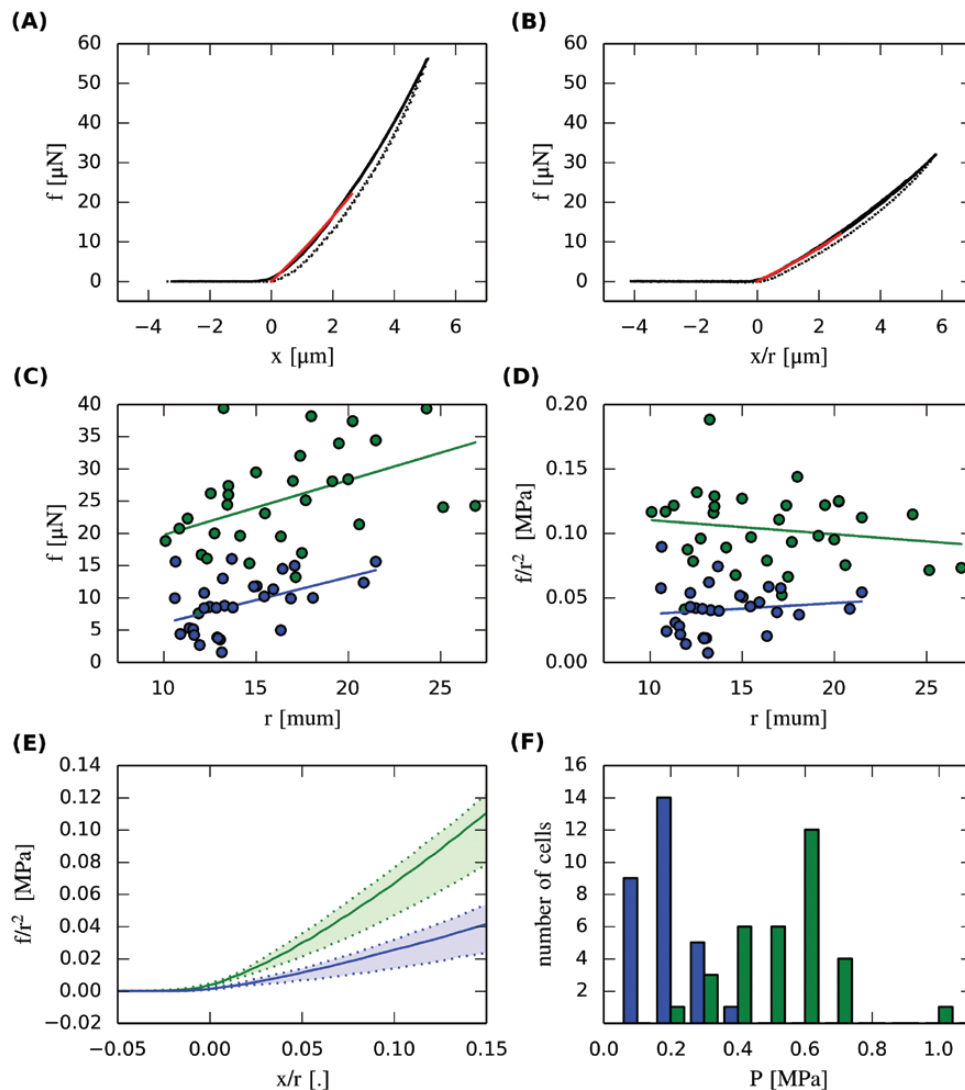 (A)
60
50
40
30
20
10
0
f [µN]
−4 −2 0 2 4 6
x [µm]
(B)
60
50
40
30
20
10
0
f [µN]
−4 −2 0 2 4 6
x/r [µm]
(C)
40
35
30
25
20
15
10
5
0
f [µN]
10 15 20 25
r [mum]
(D)
0.20
0.15
0.10
0.05
0.00
f/r² [MPa]
10 15 20 25
r [mum]
(E)
0.14
0.12
0.10
0.08
0.06
0.04
0.02
0.00
−0.02
f/r² [MPa]
−0.05 0.00 0.05 0.10 0.15
x/r [.]
(F)
16
14
12
10
8
6
4
2
number of cells
0.0 0.2 0.4 0.6 0.8 1.0
P [MPa]